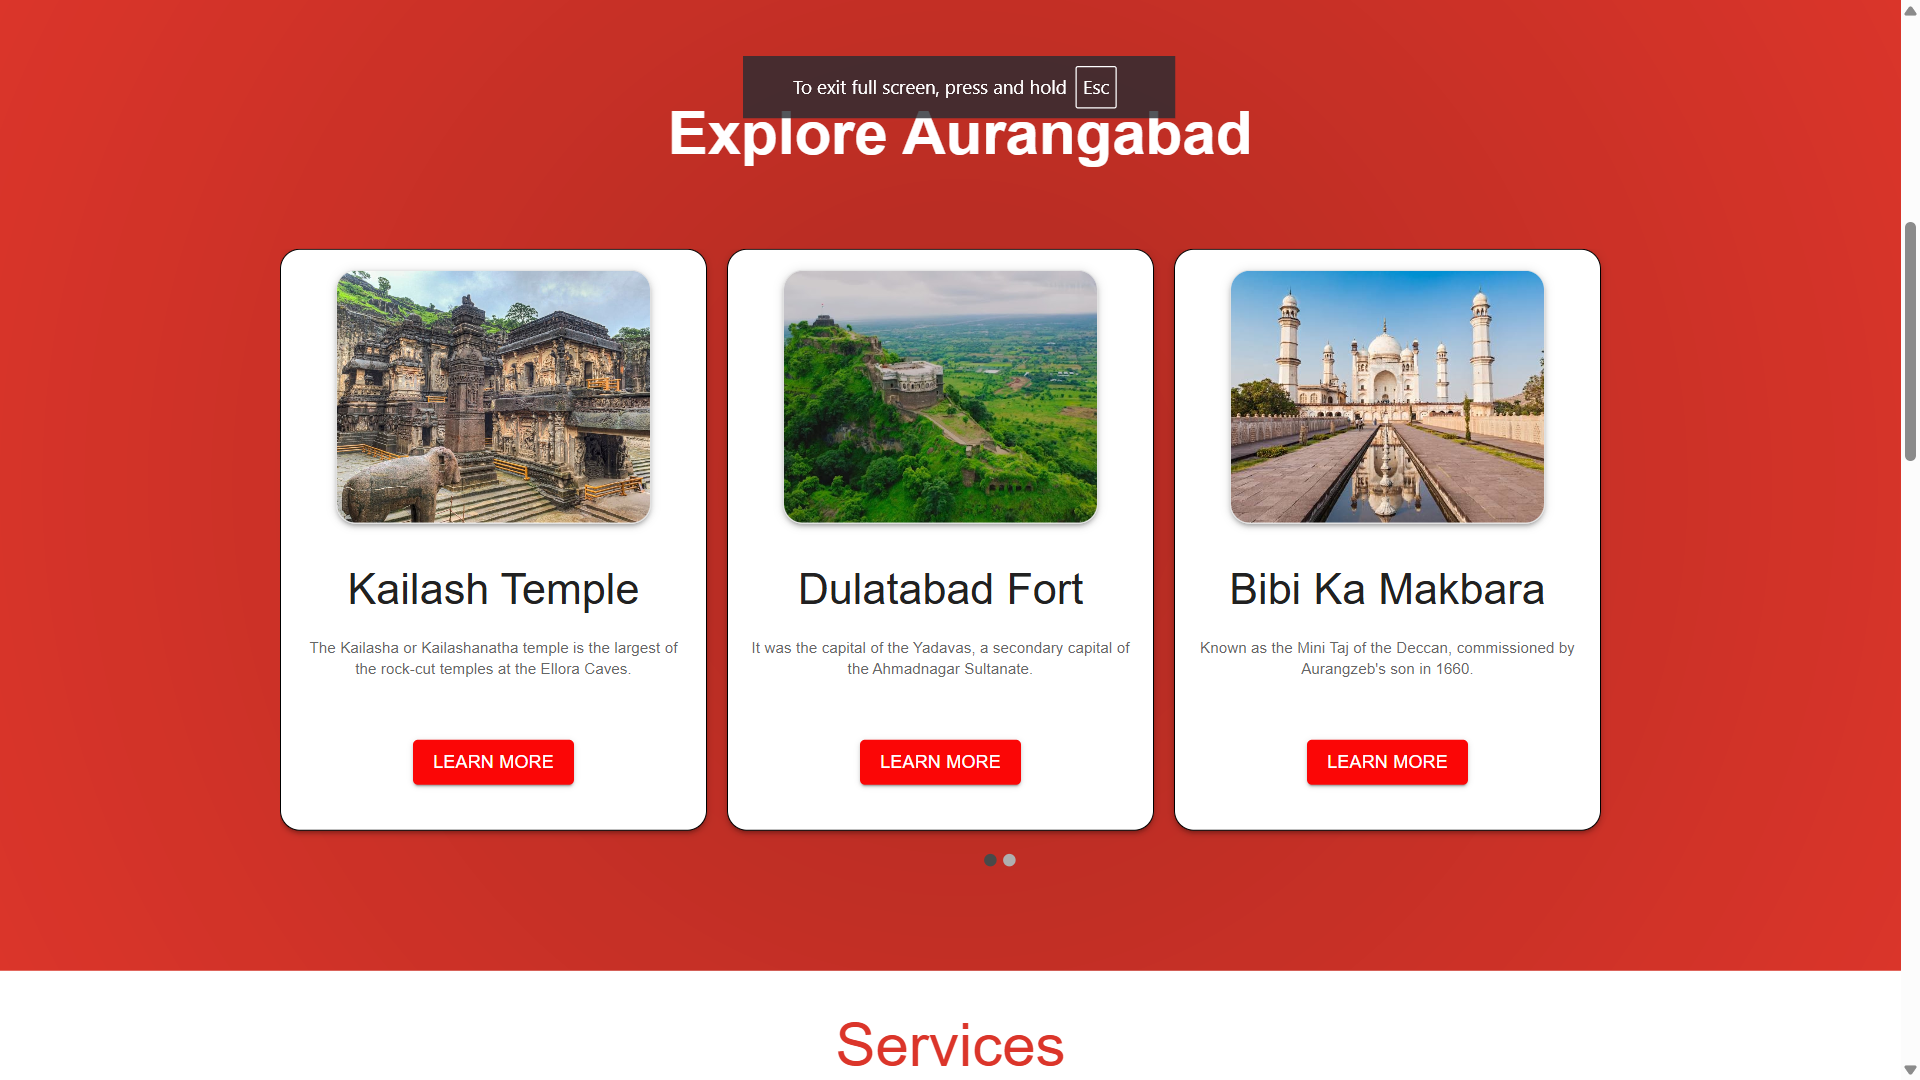 To exit full screen, press and hold Esc
Explore Aurangabad
Kailash Temple
The Kailasha or Kailashanatha temple is the largest of
the rock-cut temples at the Ellora Caves.
LEARN MORE
Dulatabad Fort
It was the capital of the Yadavas, a secondary capital of
the Ahmadnagar Sultanate.
LEARN MORE
Bibi Ka Makbara
Known as the Mini Taj of the Deccan, commissioned by
Aurangzeb's son in 1660.
LEARN MORE
Services